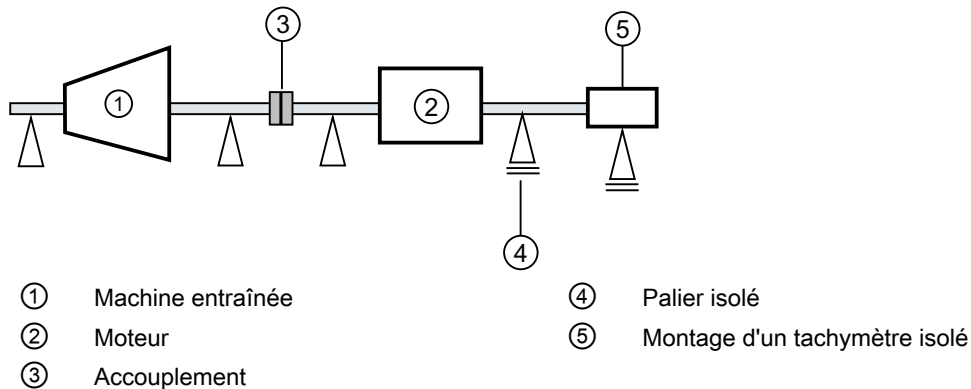 ③
⑤
①
②
④
① Machine entraînée
② Moteur
③ Accouplement
④ Palier isolé
⑤ Montage d'un tachymètre isolé